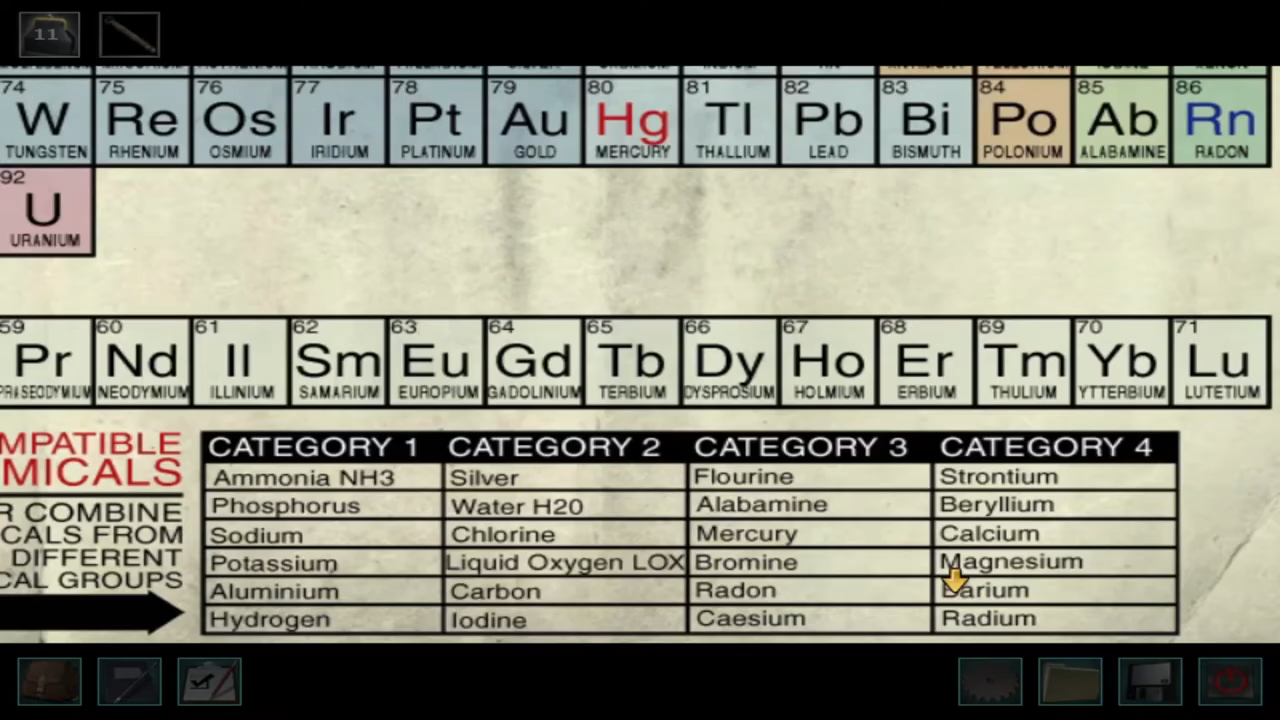 11
74 75 76 77 78 79 80 81 82 83 84 85 86
W Re Os Ir Pt Au Hg Tl Pb Bi Po Ab Rn
TUNGSTEN RHENIUM OSMIUM IRIDIUM PLATINUM GOLD MERCURY THALLIUM LEAD BISMUTH POLONIUM ALABAMINE RADON
92
U
URANIUM
59 60 61 62 63 64 65 66 67 68 69 70 71
Pr Nd Il Sm Eu Gd Tb Dy Ho Er Tm Yb Lu
PRASEODYMIUM NEODYMIUM ILLINIUM SAMARIUM EUROPIUM GADOLINIUM TERBIUM DYSPROSIUM HOLMIUM ERBIUM THULIUM YTTERBIUM LUTETIUM
MPATIBLE
MICALS
R COMBINE
CALS FROM
DIFFERENT
CAL GROUPS
CATEGORY 1 CATEGORY 2 CATEGORY 3 CATEGORY 4
Ammonia NH3 Silver Flourine Strontium
Phosphorus Water H20 Alabamine Beryllium
Sodium Chlorine Mercury Calcium
Potassium Liquid Oxygen LOX Bromine Magnesium
Aluminium Carbon Radon Barium
Hydrogen Iodine Caesium Radium